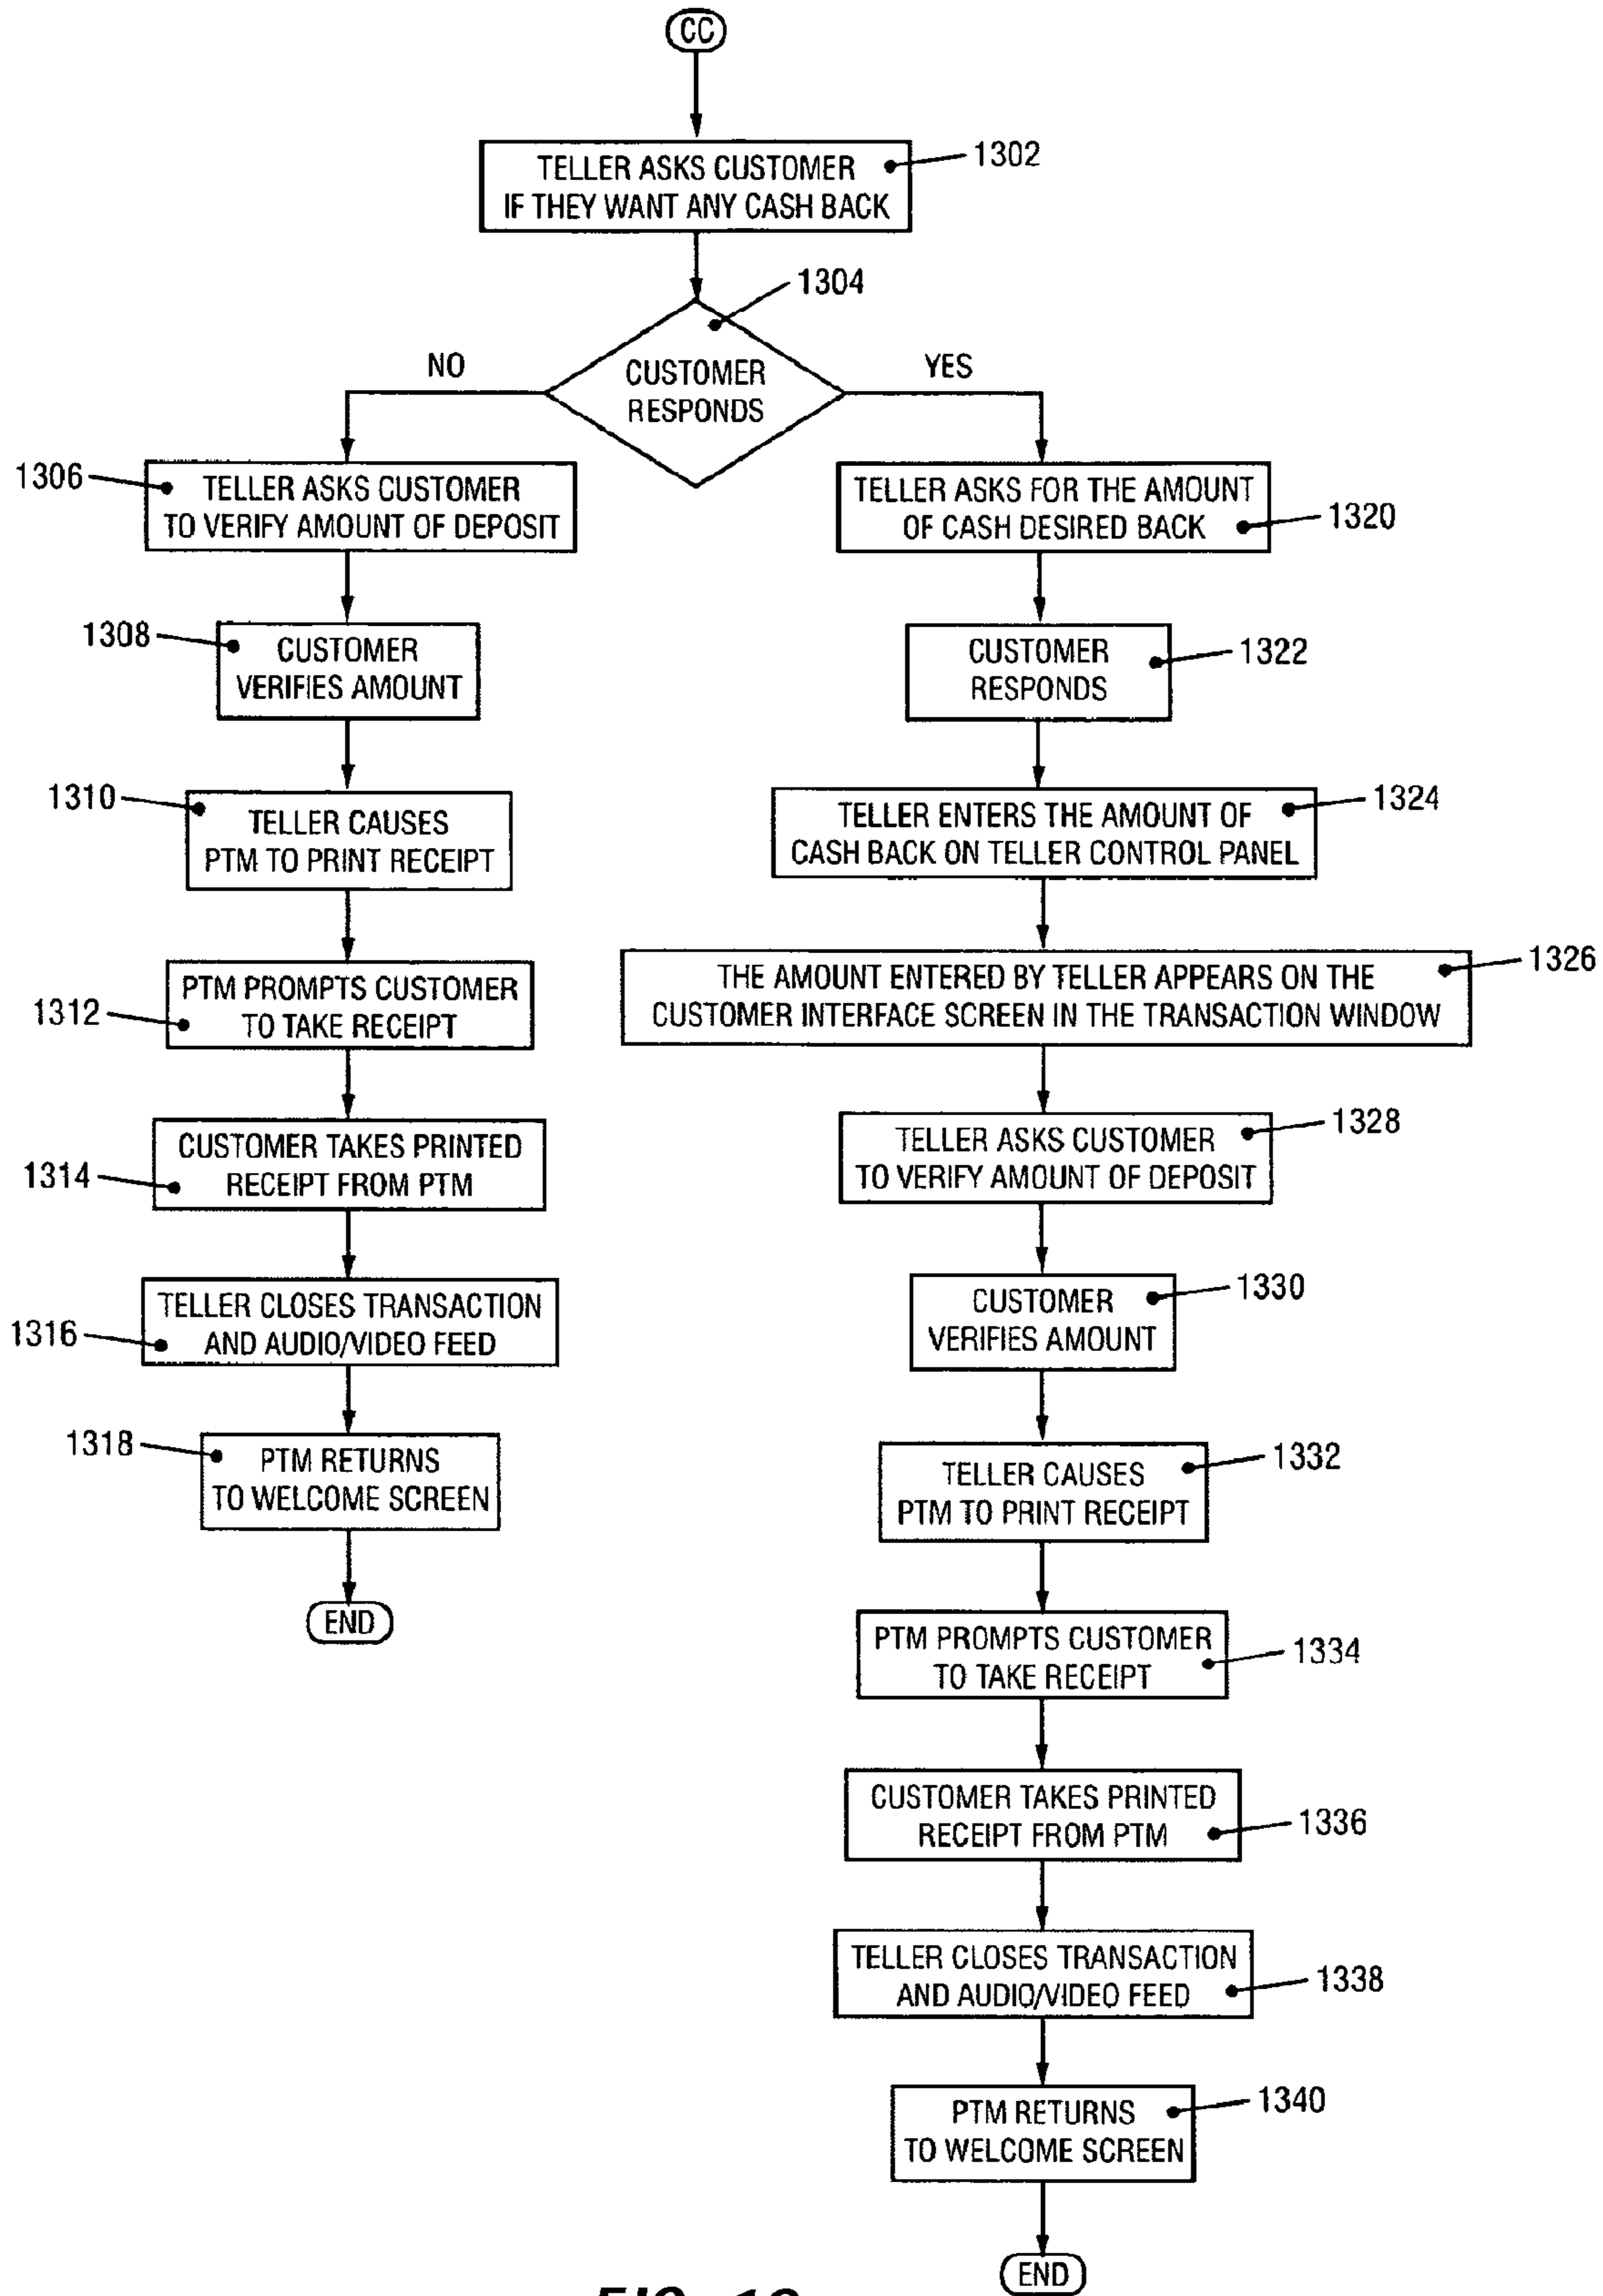 CC
TELLER ASKS CUSTOMER
IF THEY WANT ANY CASH BACK
1302
1304
CUSTOMER
RESPONDS
NO
YES
1306
TELLER ASKS CUSTOMER
TO VERIFY AMOUNT OF DEPOSIT
1308
CUSTOMER
VERIFIES AMOUNT
1310
TELLER CAUSES
PTM TO PRINT RECEIPT
1312
PTM PROMPTS CUSTOMER
TO TAKE RECEIPT
1314
CUSTOMER TAKES PRINTED
RECEIPT FROM PTM
1316
TELLER CLOSES TRANSACTION
AND AUDIO/VIDEO FEED
1318
PTM RETURNS
TO WELCOME SCREEN
END
TELLER ASKS FOR THE AMOUNT
OF CASH DESIRED BACK
1320
CUSTOMER
RESPONDS
1322
TELLER ENTERS THE AMOUNT OF
CASH BACK ON TELLER CONTROL PANEL
1324
THE AMOUNT ENTERED BY TELLER APPEARS ON THE
CUSTOMER INTERFACE SCREEN IN THE TRANSACTION WINDOW
1326
TELLER ASKS CUSTOMER
TO VERIFY AMOUNT OF DEPOSIT
1328
CUSTOMER
VERIFIES AMOUNT
1330
TELLER CAUSES
PTM TO PRINT RECEIPT
1332
PTM PROMPTS CUSTOMER
TO TAKE RECEIPT
1334
CUSTOMER TAKES PRINTED
RECEIPT FROM PTM
1336
TELLER CLOSES TRANSACTION
AND AUDIO/VIDEO FEED
1338
PTM RETURNS
TO WELCOME SCREEN
1340
END